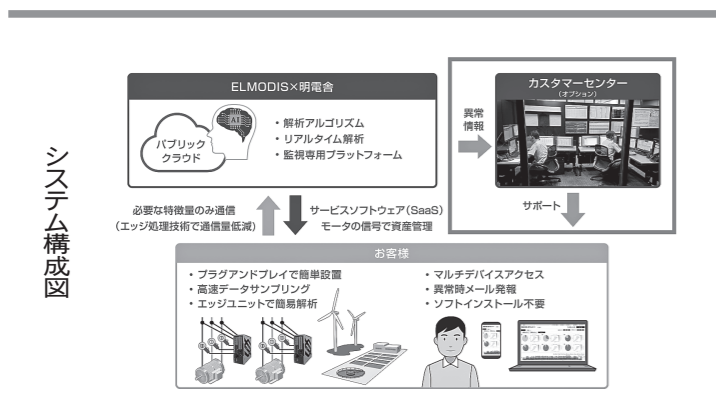 システム構成図
ELMODIS×明電舎
パブリック
クラウド
AI
・解析アルゴリズム
・リアルタイム解析
・監視専用プラットフォーム
異常
情報
カスタマーセンター
(オプション)
必要な特徴量のみ通信
(エッジ処理技術で通信量低減)
サービスソフトウェア(SaaS)
モータの信号で資産管理
サポート
お客様
・プラグアンドプレイで簡単設置
・高速データサンプリング
・エッジユニットで簡易解析
・マルチデバイスアクセス
・異常時メール発報
・ソフトインストール不要